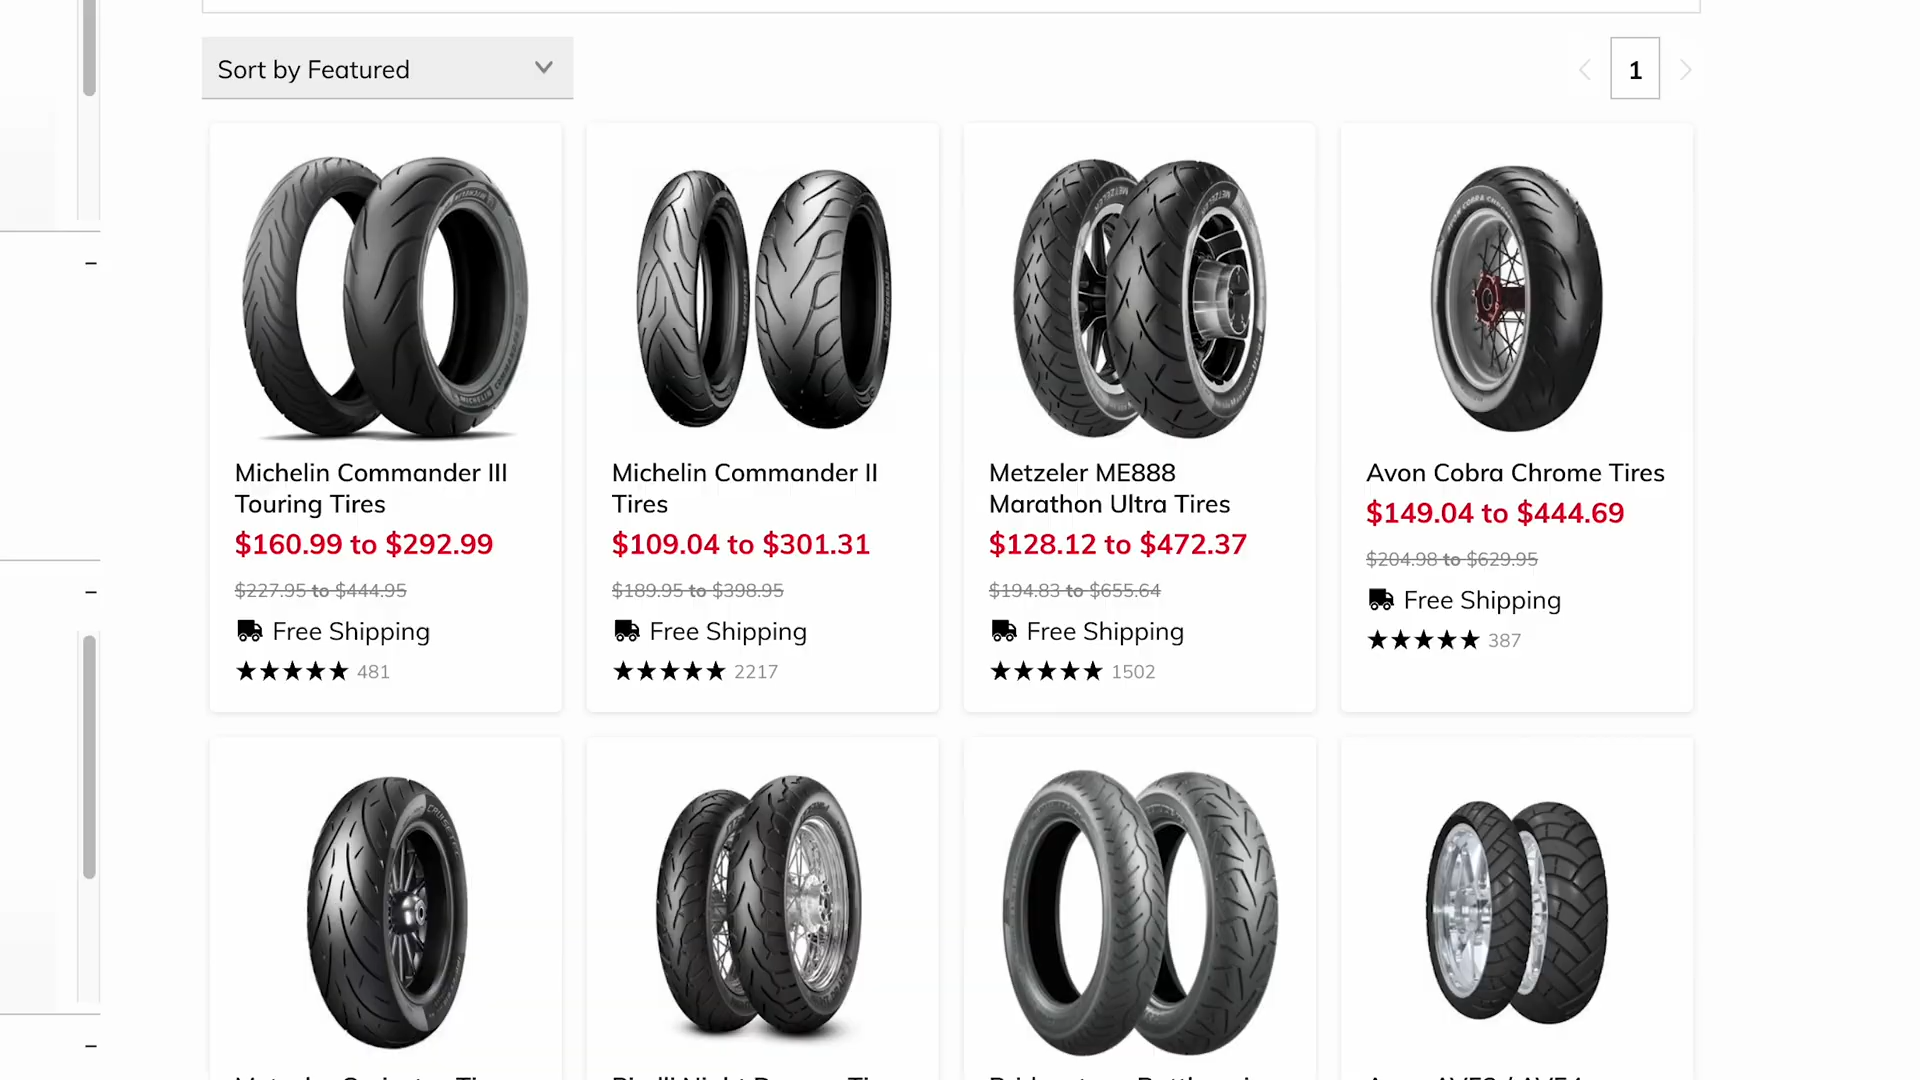 Sort by Featured
1
Michelin Commander III
Touring Tires
$160.99 to $292.99
$227.95 to $444.95
Free Shipping
481
Michelin Commander II
Tires
$109.04 to $301.31
$189.95 to $398.95
Free Shipping
2217
Metzeler ME888
Marathon Ultra Tires
$128.12 to $472.37
$194.83 to $655.64
Free Shipping
1502
Avon Cobra Chrome Tires
$149.04 to $444.69
$204.98 to $629.95
Free Shipping
387